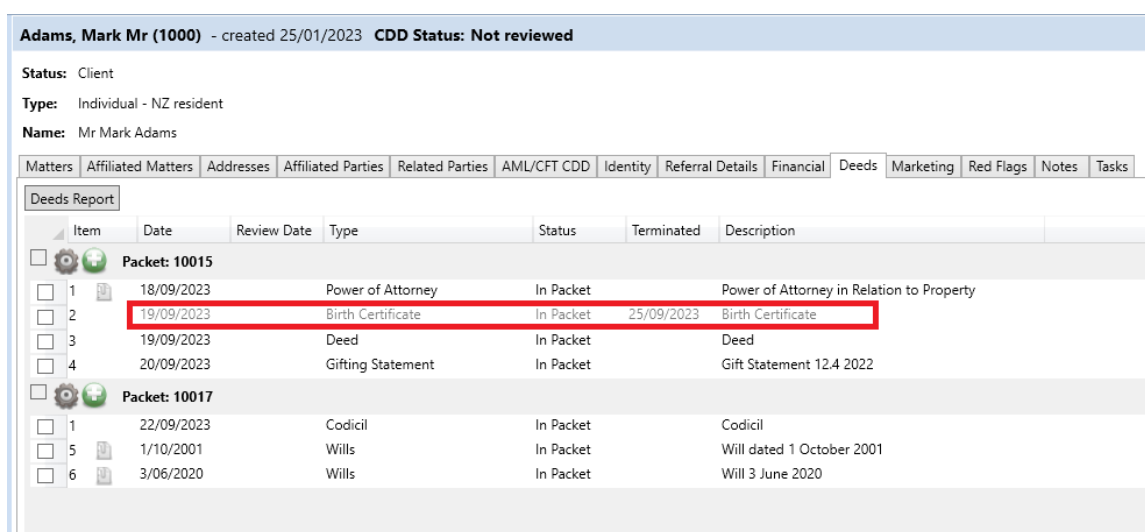 Adams, Mark Mr (1000) - created 25/01/2023 CDD Status: Not reviewed
Status: Client
Type: Individual - NZ resident
Name: Mr Mark Adams
Matters Affiliated Matters Addresses Affiliated Parties Related Parties AML/CFT CDD Identity Referral Details Financial Deeds Marketing Red Flags Notes Tasks
Deeds Report
Item Date Review Date Type Status Terminated Description
Packet: 10015
1 18/09/2023 Power of Attorney In Packet Power of Attorney in Relation to Property
2 19/09/2023 Birth Certificate In Packet 25/09/2023 Birth Certificate
3 19/09/2023 Deed In Packet Deed
4 20/09/2023 Gifting Statement In Packet Gift Statement 12.4 2022
Packet: 10017
1 22/09/2023 Codicil In Packet Codicil
5 1/10/2001 Wills In Packet Will dated 1 October 2001
6 3/06/2020 Wills In Packet Will 3 June 2020